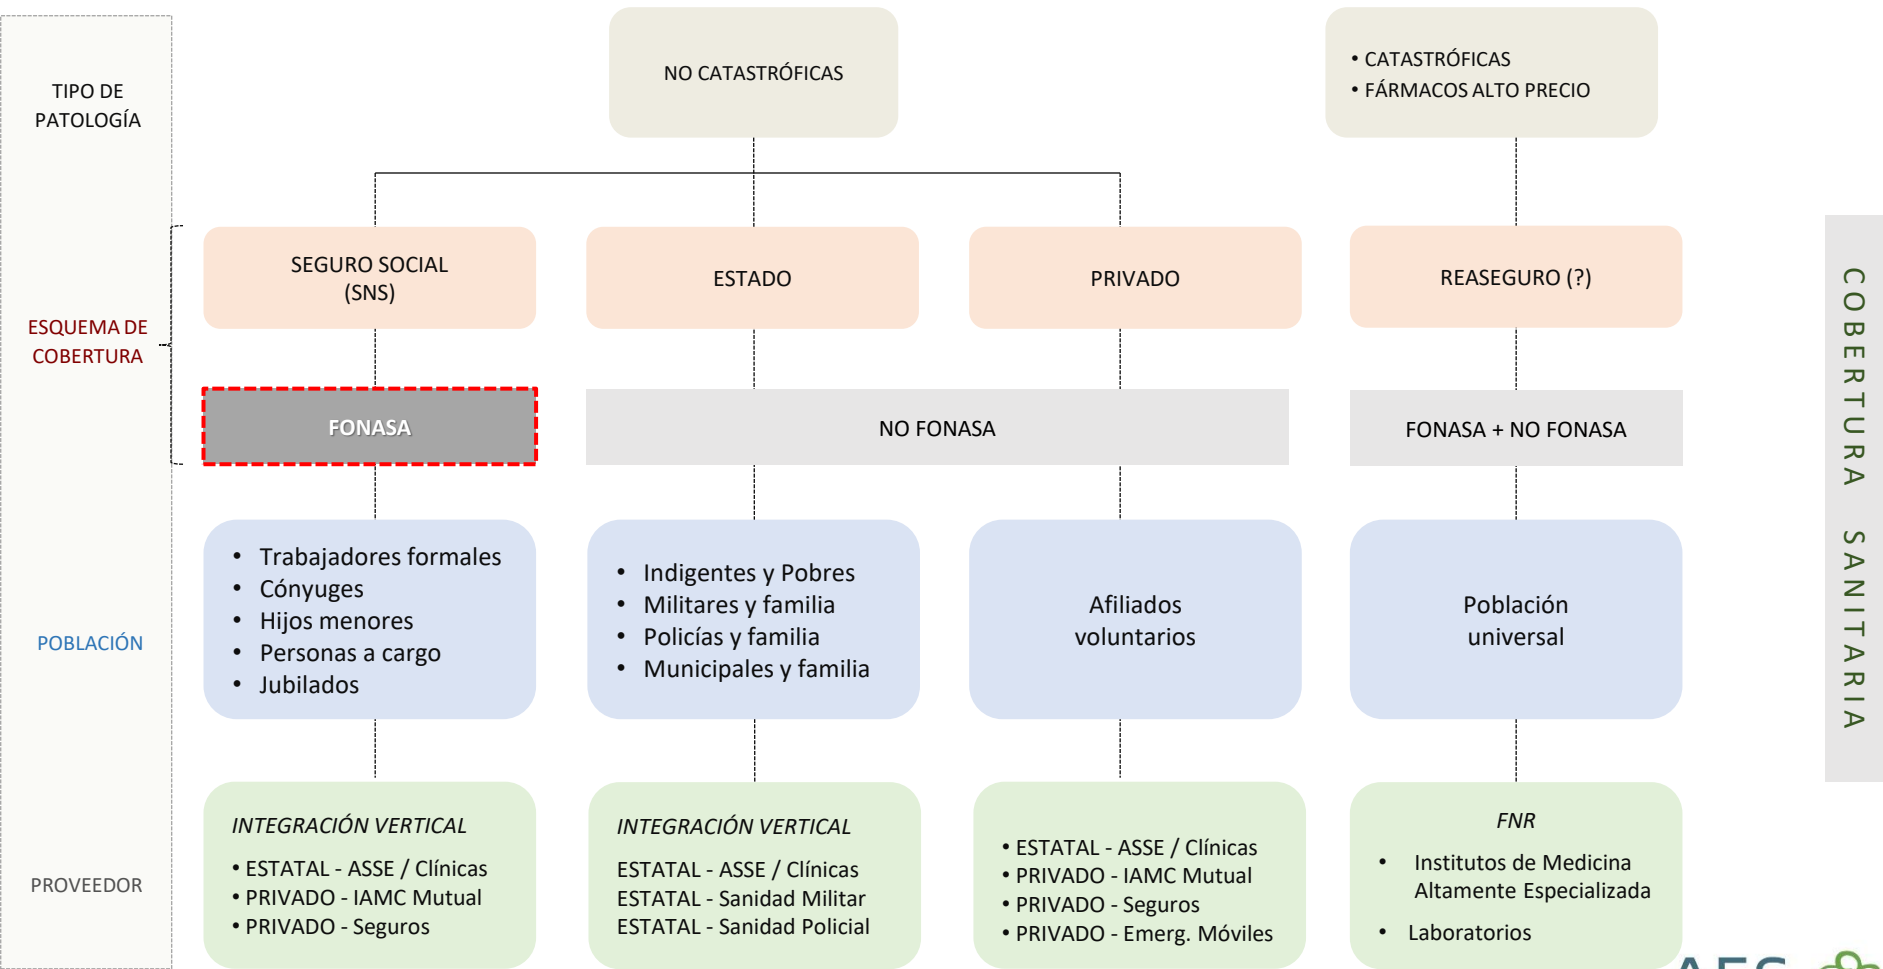 TIPO DE
PATOLOGÍA
NO CATASTRÓFICAS
• CATASTRÓFICAS
• FÁRMACOS ALTO PRECIO
ESQUEMA DE
COBERTURA
SEGURO SOCIAL
(SNS)
ESTADO
PRIVADO
REASEGURO (?)
FONASA
NO FONASA
FONASA + NO FONASA
POBLACIÓN
• Trabajadores formales
• Cónyuges
• Hijos menores
• Personas a cargo
• Jubilados
• Indigentes y Pobres
• Militares y familia
• Policías y familia
• Municipales y familia
Afiliados
voluntarios
Población
universal
PROVEEDOR
INTEGRACIÓN VERTICAL
• ESTATAL - ASSE / Clínicas
• PRIVADO - IAMC Mutual
• PRIVADO - Seguros
INTEGRACIÓN VERTICAL
ESTATAL - ASSE / Clínicas
ESTATAL - Sanidad Militar
ESTATAL - Sanidad Policial
• ESTATAL - ASSE / Clínicas
• PRIVADO - IAMC Mutual
• PRIVADO - Seguros
• PRIVADO - Emerg. Móviles
FNR
• Institutos de Medicina
Altamente Especializada
• Laboratorios
COBERTURA SANITARIA